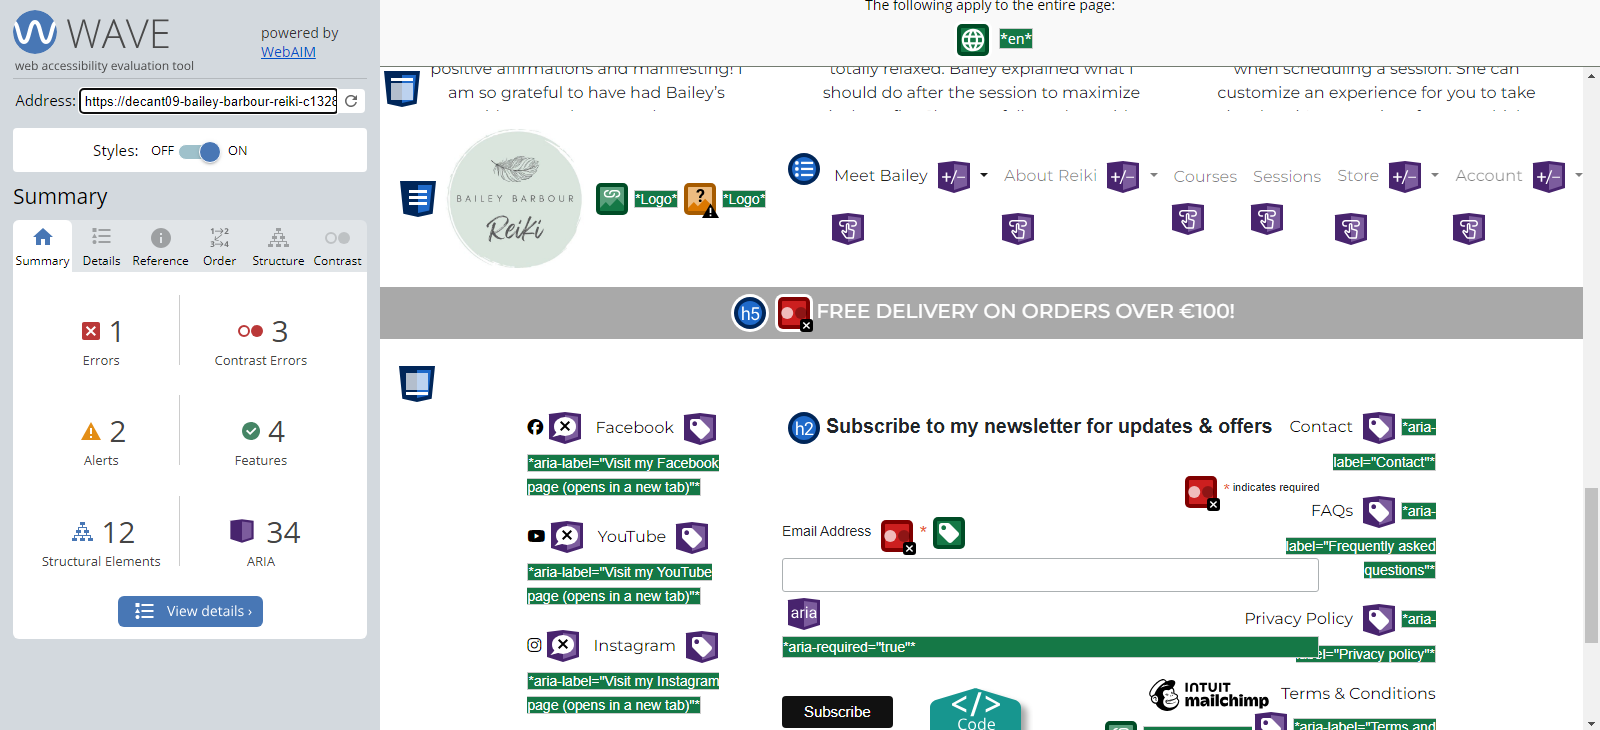 WAVE
web accessibility evaluation tool
powered by
WebAIM
Address: https://decant09-bailey-barbour-reiki-c1328
Styles: OFF ON
Summary
Summary Details Reference Order Structure Contrast
1 Errors
3 Contrast Errors
2 Alerts
4 Features
12 Structural Elements
34 ARIA
View details ›
The following apply to the entire page:
*en*
positive affirmations and manifesting! I
am so grateful to have had Bailey's
totally relaxed. Bailey explained what I
should do after the session to maximize
when scheduling a session. She can
customize an experience for you to take
BAILEY BARBOUR
Reiki
*Logo* *Logo*
Meet Bailey +/− About Reiki +/− Courses Sessions Store +/− Account +/−
h5 FREE DELIVERY ON ORDERS OVER €100!
Facebook
*aria-label="Visit my Facebook
page (opens in a new tab)"*
YouTube
*aria-label="Visit my YouTube
page (opens in a new tab)"*
Instagram
*aria-label="Visit my Instagram
page (opens in a new tab)"*
h2 Subscribe to my newsletter for updates & offers
* indicates required
Email Address *
aria
*aria-required="true"*
Subscribe
</>
Code
INTUIT
mailchimp
Contact *aria-
label="Contact"*
FAQs *aria-
label="Frequently asked
questions"*
Privacy Policy *aria-
label="Privacy policy"*
Terms & Conditions
*aria-label="Terms and